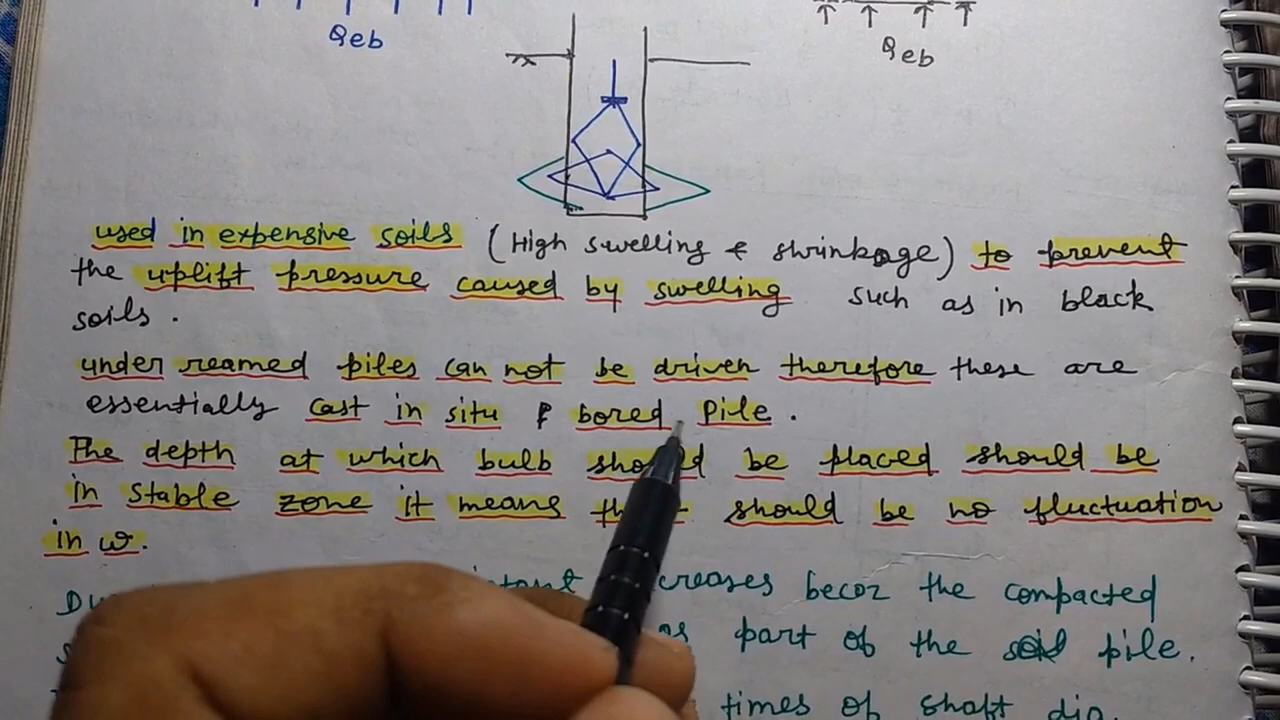 Qeb
Qeb
used in expensive soils (High swelling & shrinkage) to prevent
the uplift pressure caused by swelling such as in black
soils.
under reamed piles can not be driven therefore these are
essentially cast in situ & bored pile.
The depth at which bulb should be placed should be
in stable zone it means should be no fluctuation
in w.
creases becoz the compacted
part of the soil pile.
times of shaft dia.